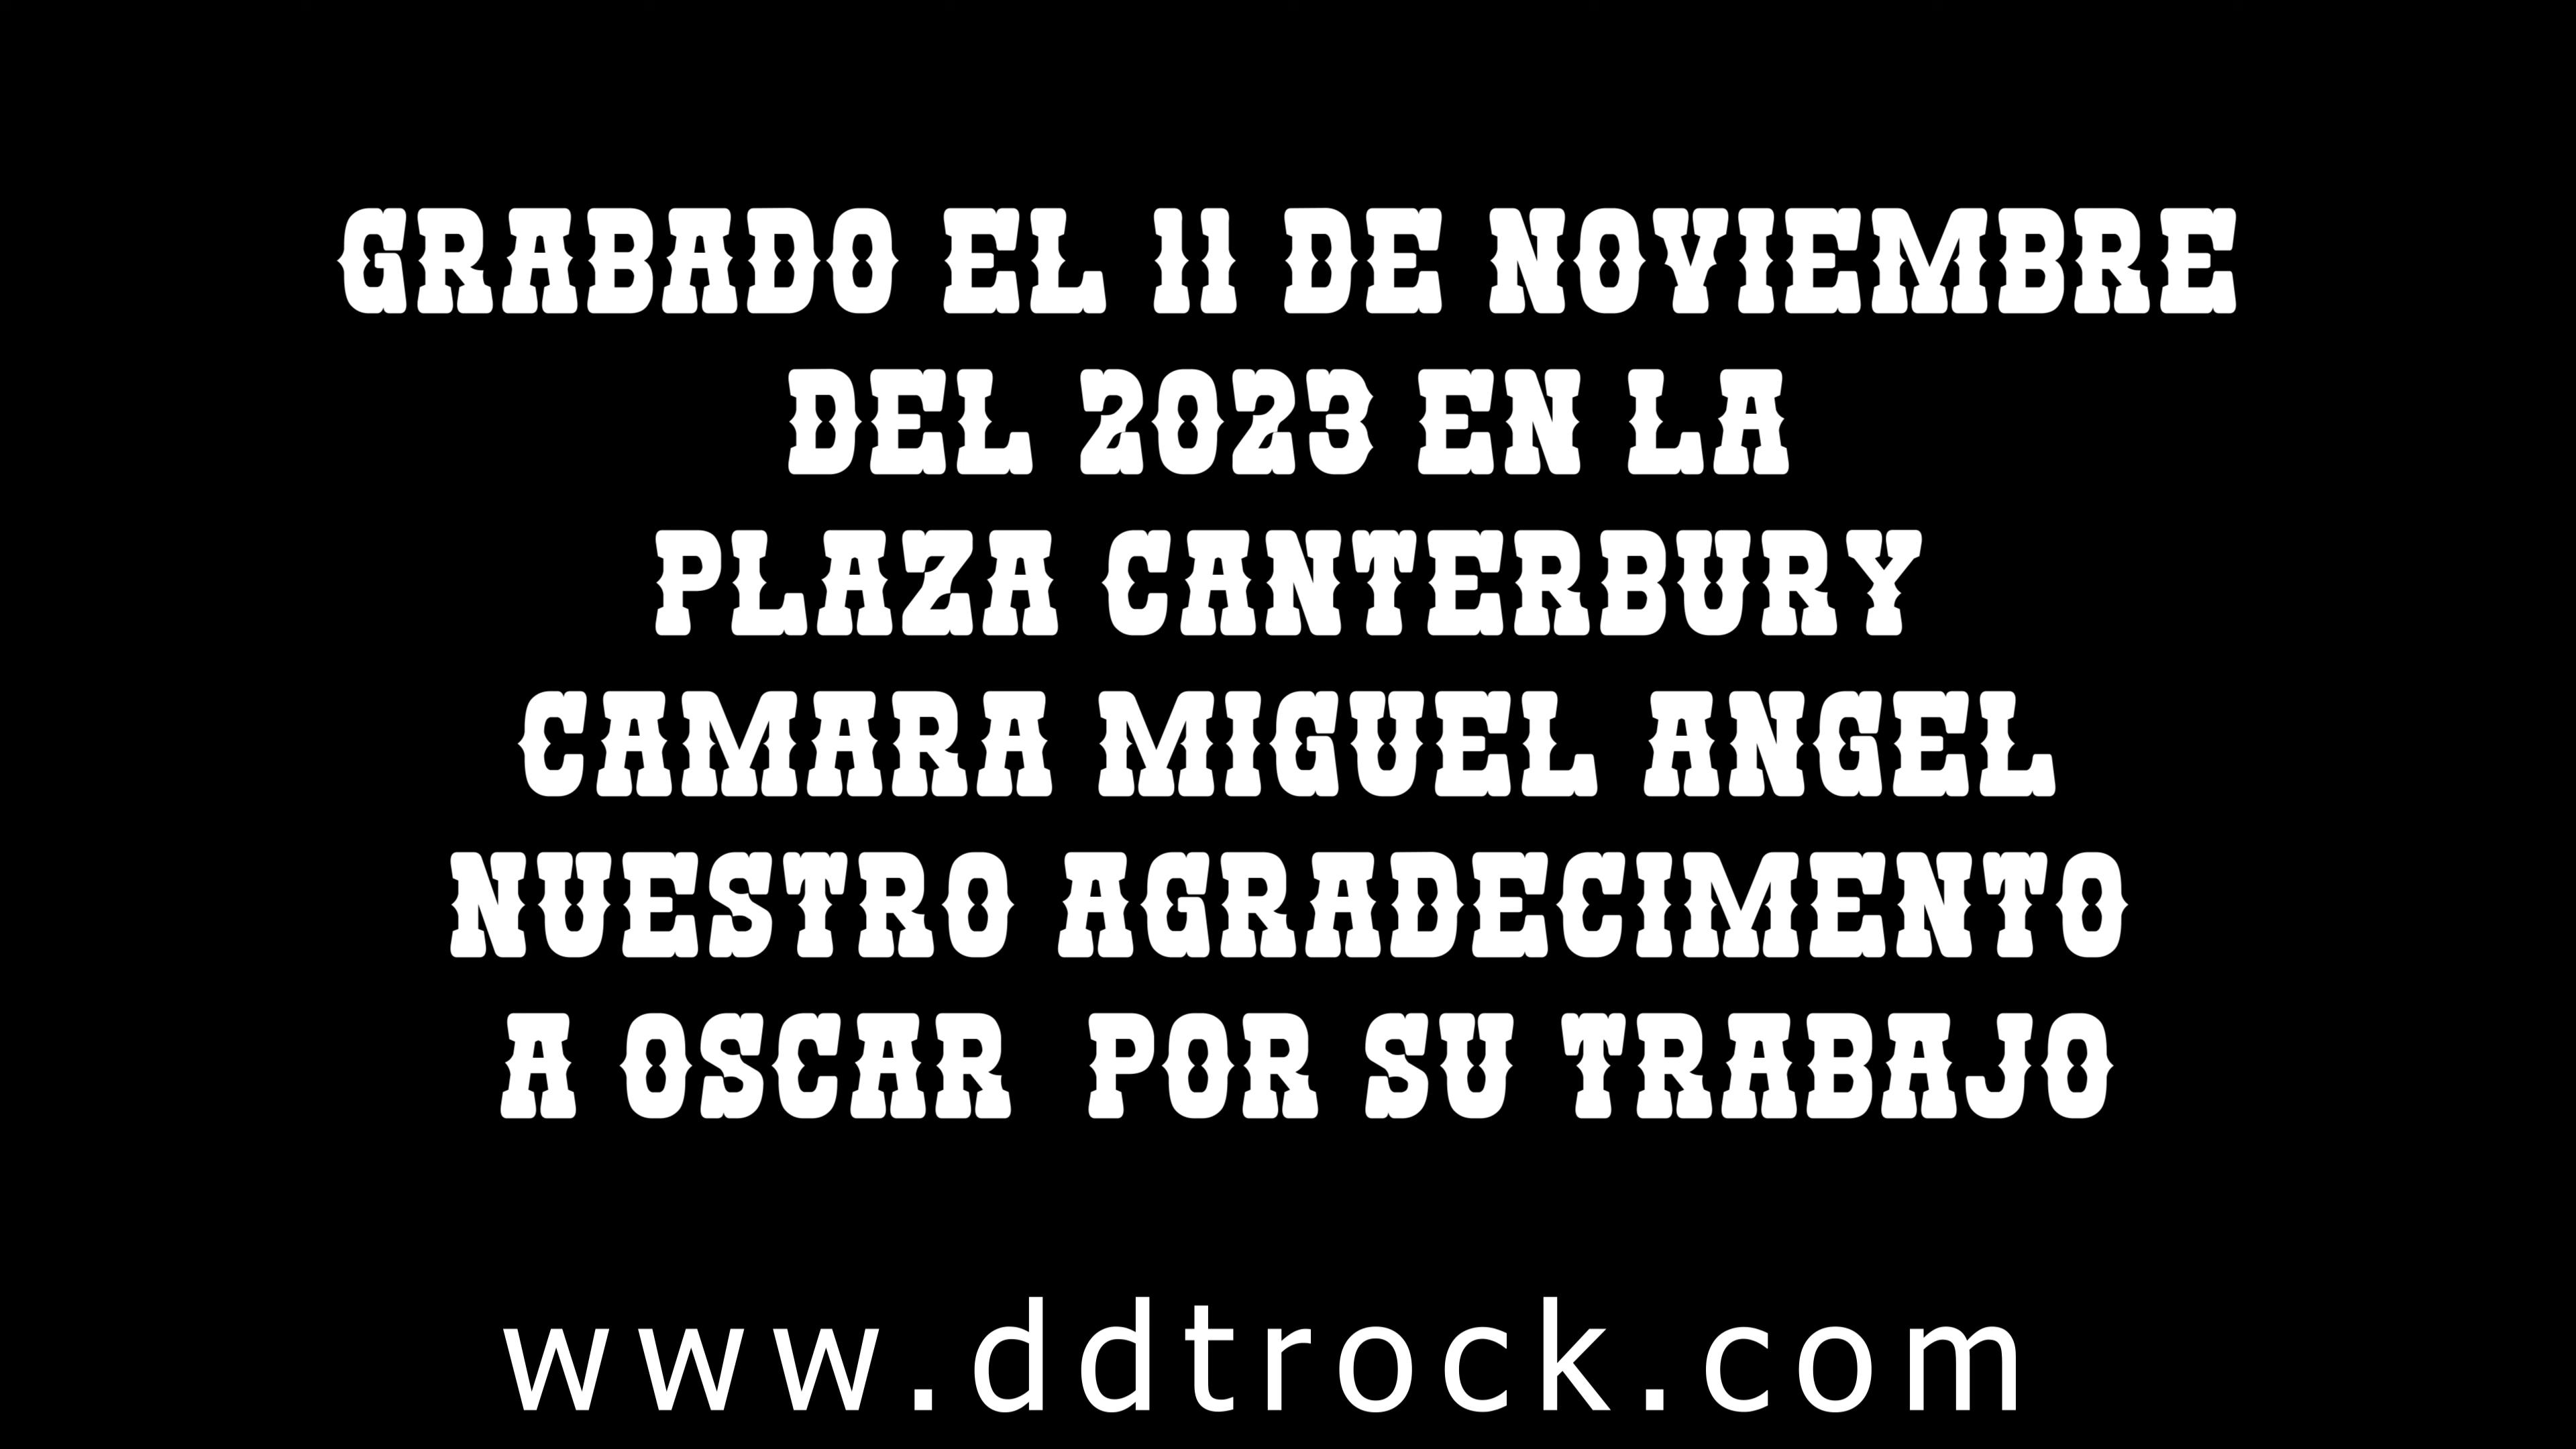 GRABADO EL 11 DE NOVIEMBRE
DEL 2023 EN LA
PLAZA CANTERBURY
CAMARA MIGUEL ANGEL
NUESTRO AGRADECIMENTO
A OSCAR  POR SU TRABAJO
www.ddtrock.com